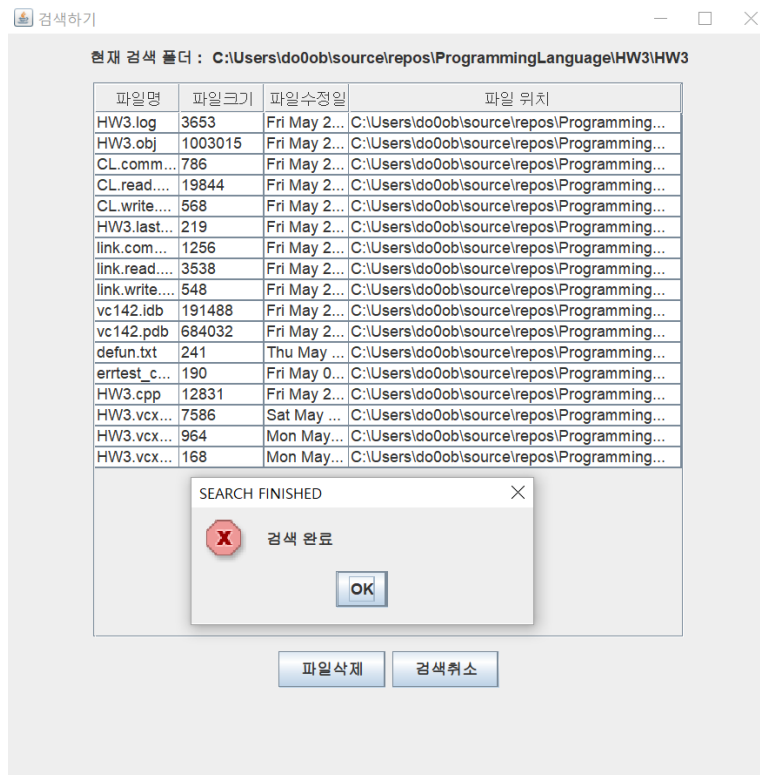 검색하기
현재 검색 폴더 : C:\Users\do0ob\source\repos\ProgrammingLanguage\HW3\HW3
파일명 파일크기 파일수정일 파일 위치
HW3.log 3653 Fri May 2... C:\Users\do0ob\source\repos\Programming...
HW3.obj 1003015 Fri May 2... C:\Users\do0ob\source\repos\Programming...
CL.comm... 786 Fri May 2... C:\Users\do0ob\source\repos\Programming...
CL.read.... 19844 Fri May 2... C:\Users\do0ob\source\repos\Programming...
CL.write.... 568 Fri May 2... C:\Users\do0ob\source\repos\Programming...
HW3.last... 219 Fri May 2... C:\Users\do0ob\source\repos\Programming...
link.com... 1256 Fri May 2... C:\Users\do0ob\source\repos\Programming...
link.read.... 3538 Fri May 2... C:\Users\do0ob\source\repos\Programming...
link.write.... 548 Fri May 2... C:\Users\do0ob\source\repos\Programming...
vc142.idb 191488 Fri May 2... C:\Users\do0ob\source\repos\Programming...
vc142.pdb 684032 Fri May 2... C:\Users\do0ob\source\repos\Programming...
defun.txt 241 Thu May ... C:\Users\do0ob\source\repos\Programming...
errtest_c... 190 Fri May 0... C:\Users\do0ob\source\repos\Programming...
HW3.cpp 12831 Fri May 2... C:\Users\do0ob\source\repos\Programming...
HW3.vcx... 7586 Sat May ... C:\Users\do0ob\source\repos\Programming...
HW3.vcx... 964 Mon May... C:\Users\do0ob\source\repos\Programming...
HW3.vcx... 168 Mon May... C:\Users\do0ob\source\repos\Programming...
SEARCH FINISHED
X 검색 완료
OK
파일삭제 검색취소